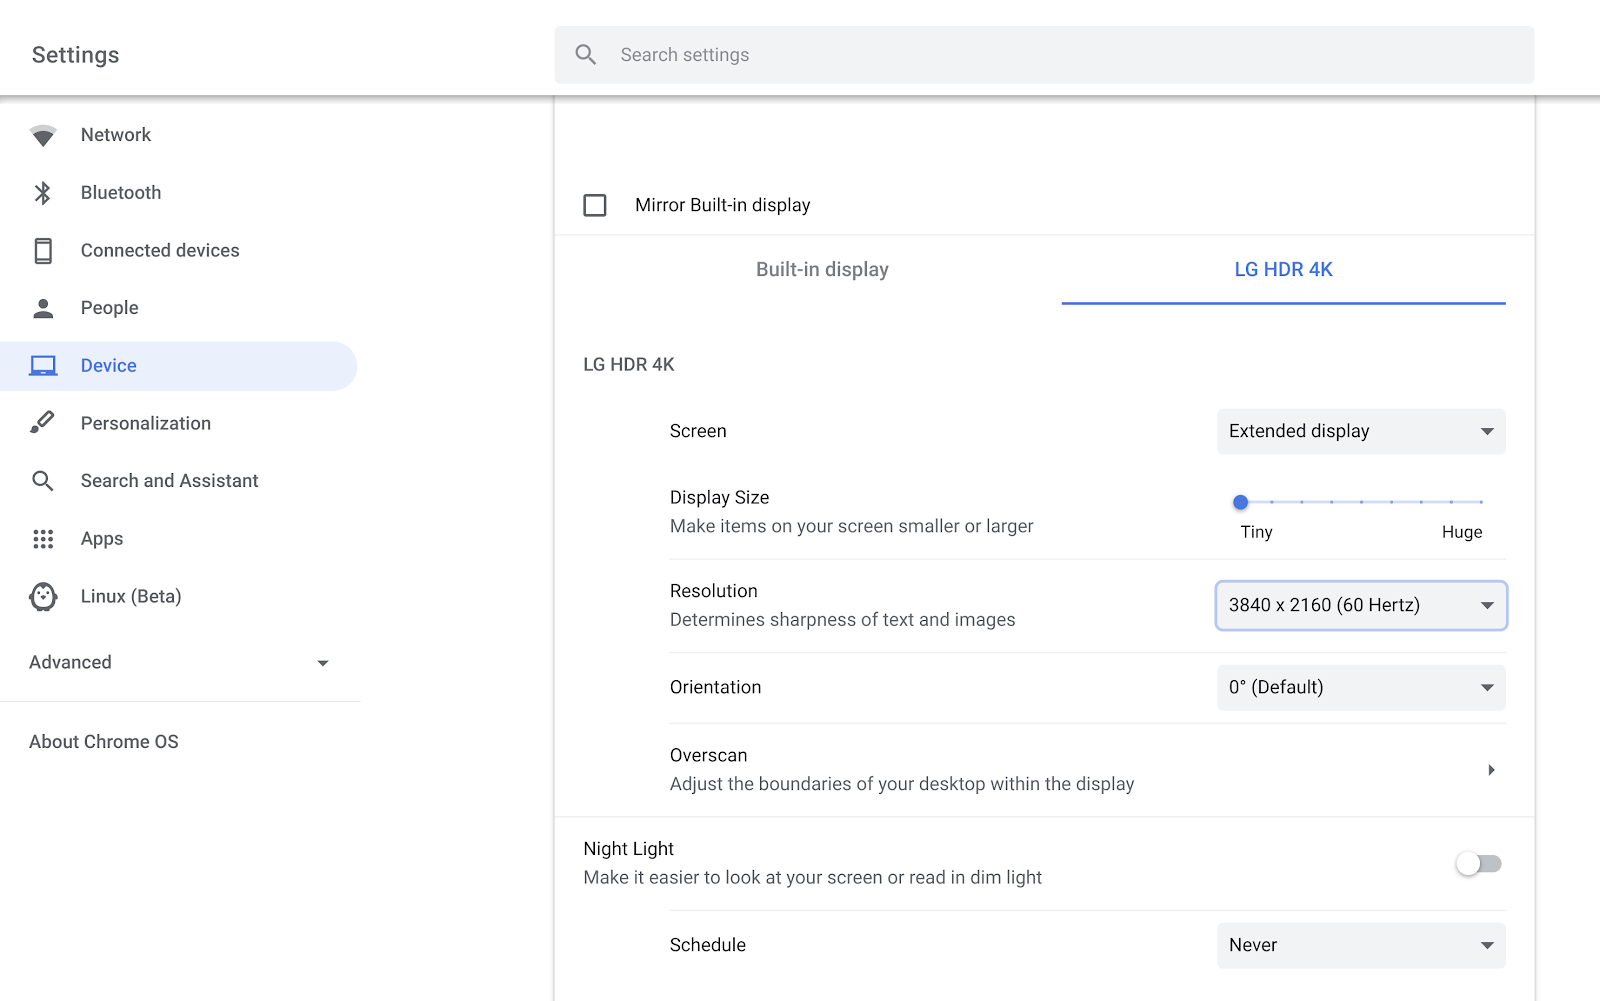 Settings
Search settings
Network
Bluetooth
Connected devices
People
Device
Personalization
Search and Assistant
Apps
Linux (Beta)
Advanced
About Chrome OS
Mirror Built-in display
Built-in display
LG HDR 4K
LG HDR 4K
Screen
Extended display
Display Size
Make items on your screen smaller or larger
Tiny
Huge
Resolution
Determines sharpness of text and images
3840 x 2160 (60 Hertz)
Orientation
0° (Default)
Overscan
Adjust the boundaries of your desktop within the display
Night Light
Make it easier to look at your screen or read in dim light
Schedule
Never